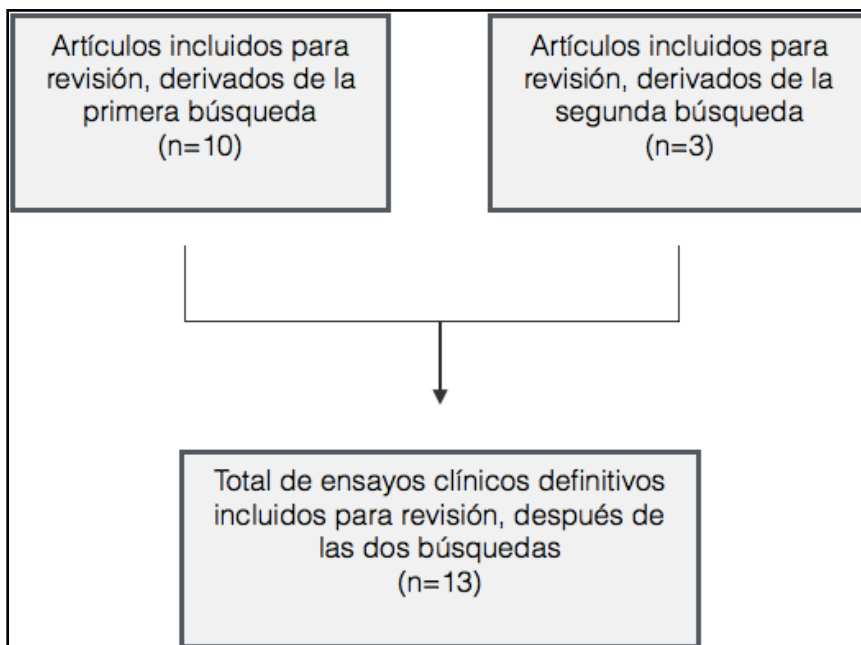 Artículos incluidos para
revisión, derivados de la
primera búsqueda
(n=10)
Artículos incluidos para
revisión, derivados de la
segunda búsqueda
(n=3)
Total de ensayos clínicos definitivos
incluidos para revisión, después de
las dos búsquedas
(n=13)